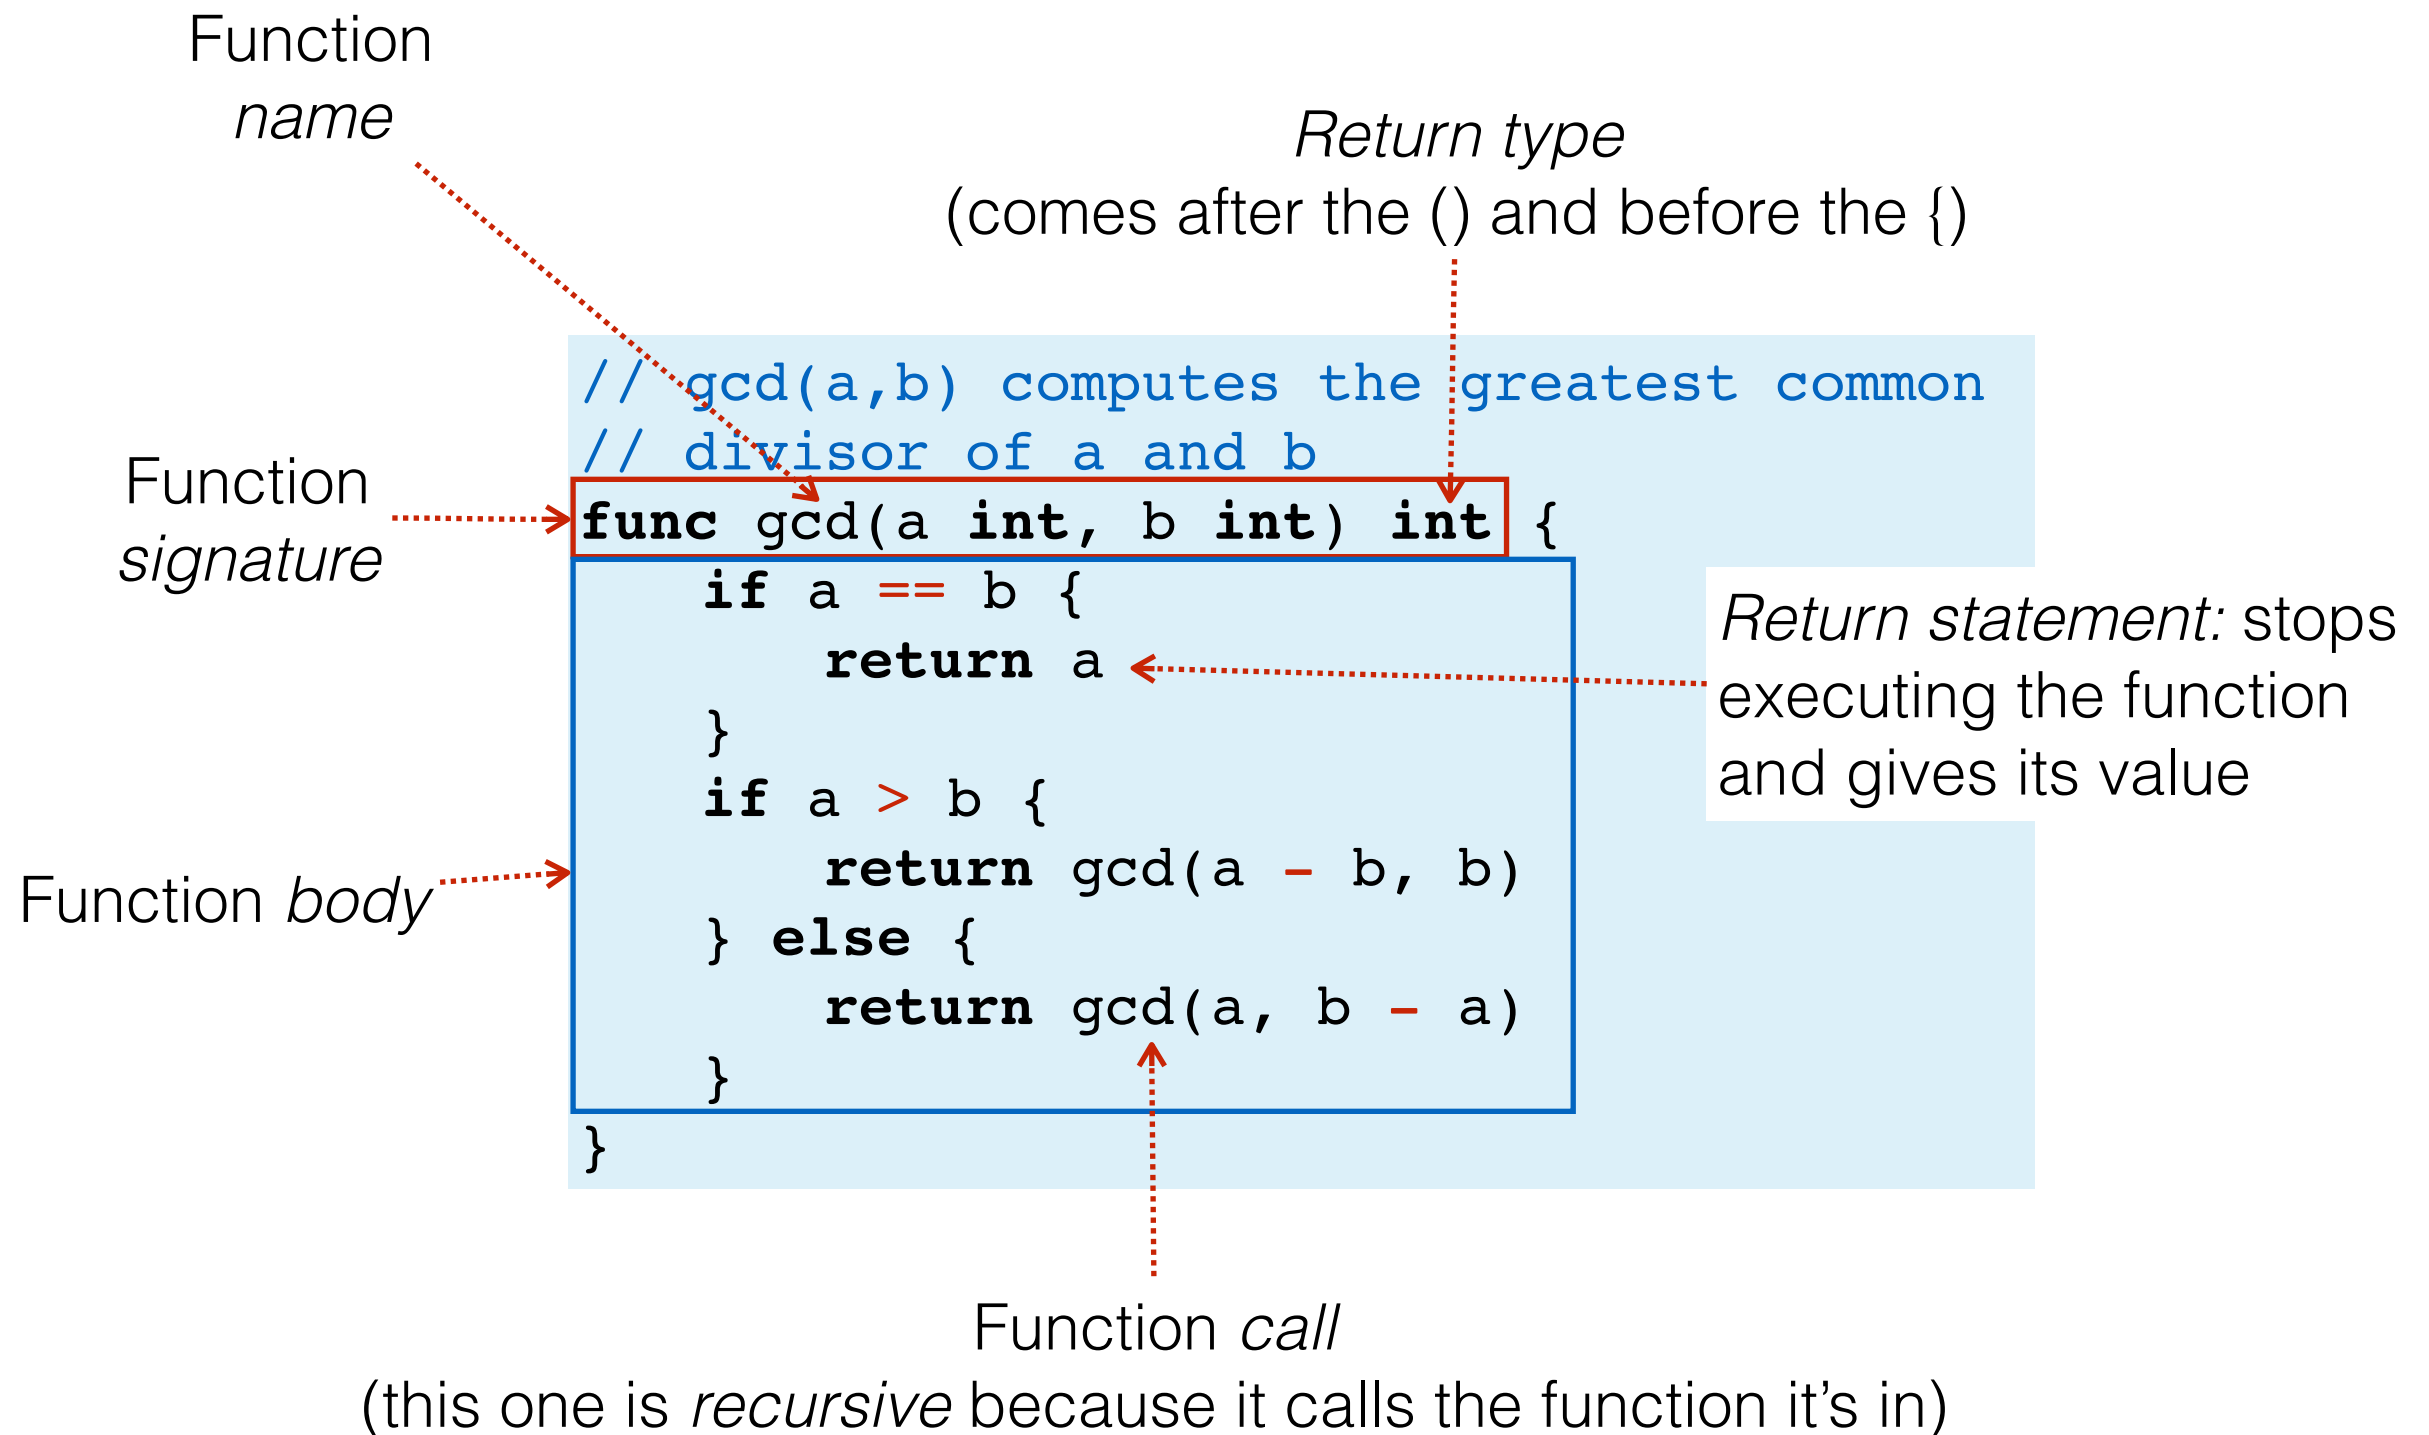 Function
name
Return type
(comes after the () and before the {)
// gcd(a,b) computes the greatest common
// divisor of a and b
Function
signature
func gcd(a int, b int) int {
    if a == b {
        return a
    }
    if a > b {
        return gcd(a - b, b)
    } else {
        return gcd(a, b - a)
    }
}
Return statement: stops
executing the function
and gives its value
Function body
Function call
(this one is recursive because it calls the function it’s in)